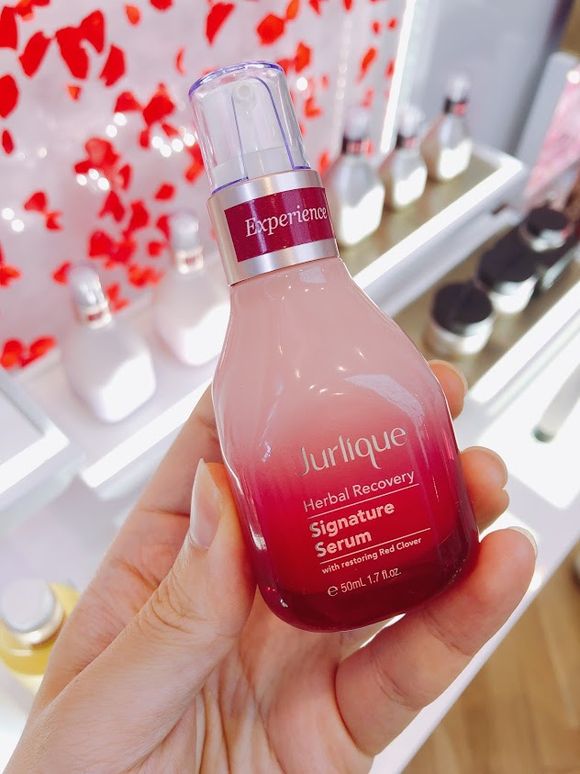 Experience
Jurlique
Herbal Recovery
Signature
Serum
with restoring Red Clover
e 50mL 1.7 fl.oz.